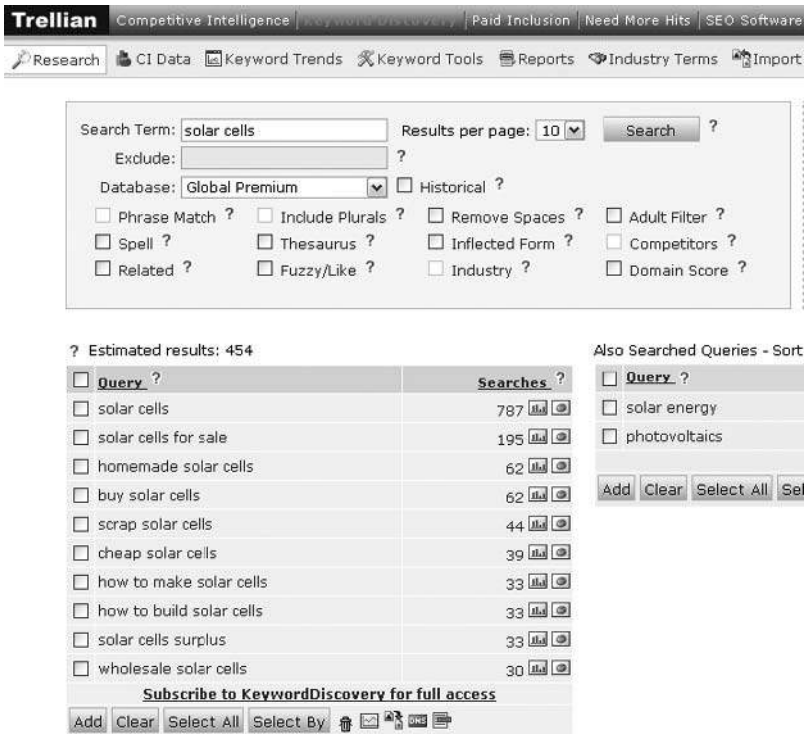 Trellian Competitive Intelligence | Keyword Discovery | Paid Inclusion | Need More Hits | SEO Software
Research CI Data Keyword Trends Keyword Tools Reports Industry Terms Import
Search Term: solar cells Results per page: 10 Search ?
Exclude: ?
Database: Global Premium Historical ?
Phrase Match ? Include Plurals ? Remove Spaces ? Adult Filter ?
Spell ? Thesaurus ? Inflected Form ? Competitors ?
Related ? Fuzzy/Like ? Industry ? Domain Score ?
? Estimated results: 454
Query ? Searches ?
solar cells 787
solar cells for sale 195
homemade solar cells 62
buy solar cells 62
scrap solar cells 44
cheap solar cells 39
how to make solar cells 33
how to build solar cells 33
solar cells surplus 33
wholesale solar cells 30
Subscribe to KeywordDiscovery for full access
Add Clear Select All Select By DNS
Also Searched Queries - Sort
Query ?
solar energy
photovoltaics
Add Clear Select All Sel